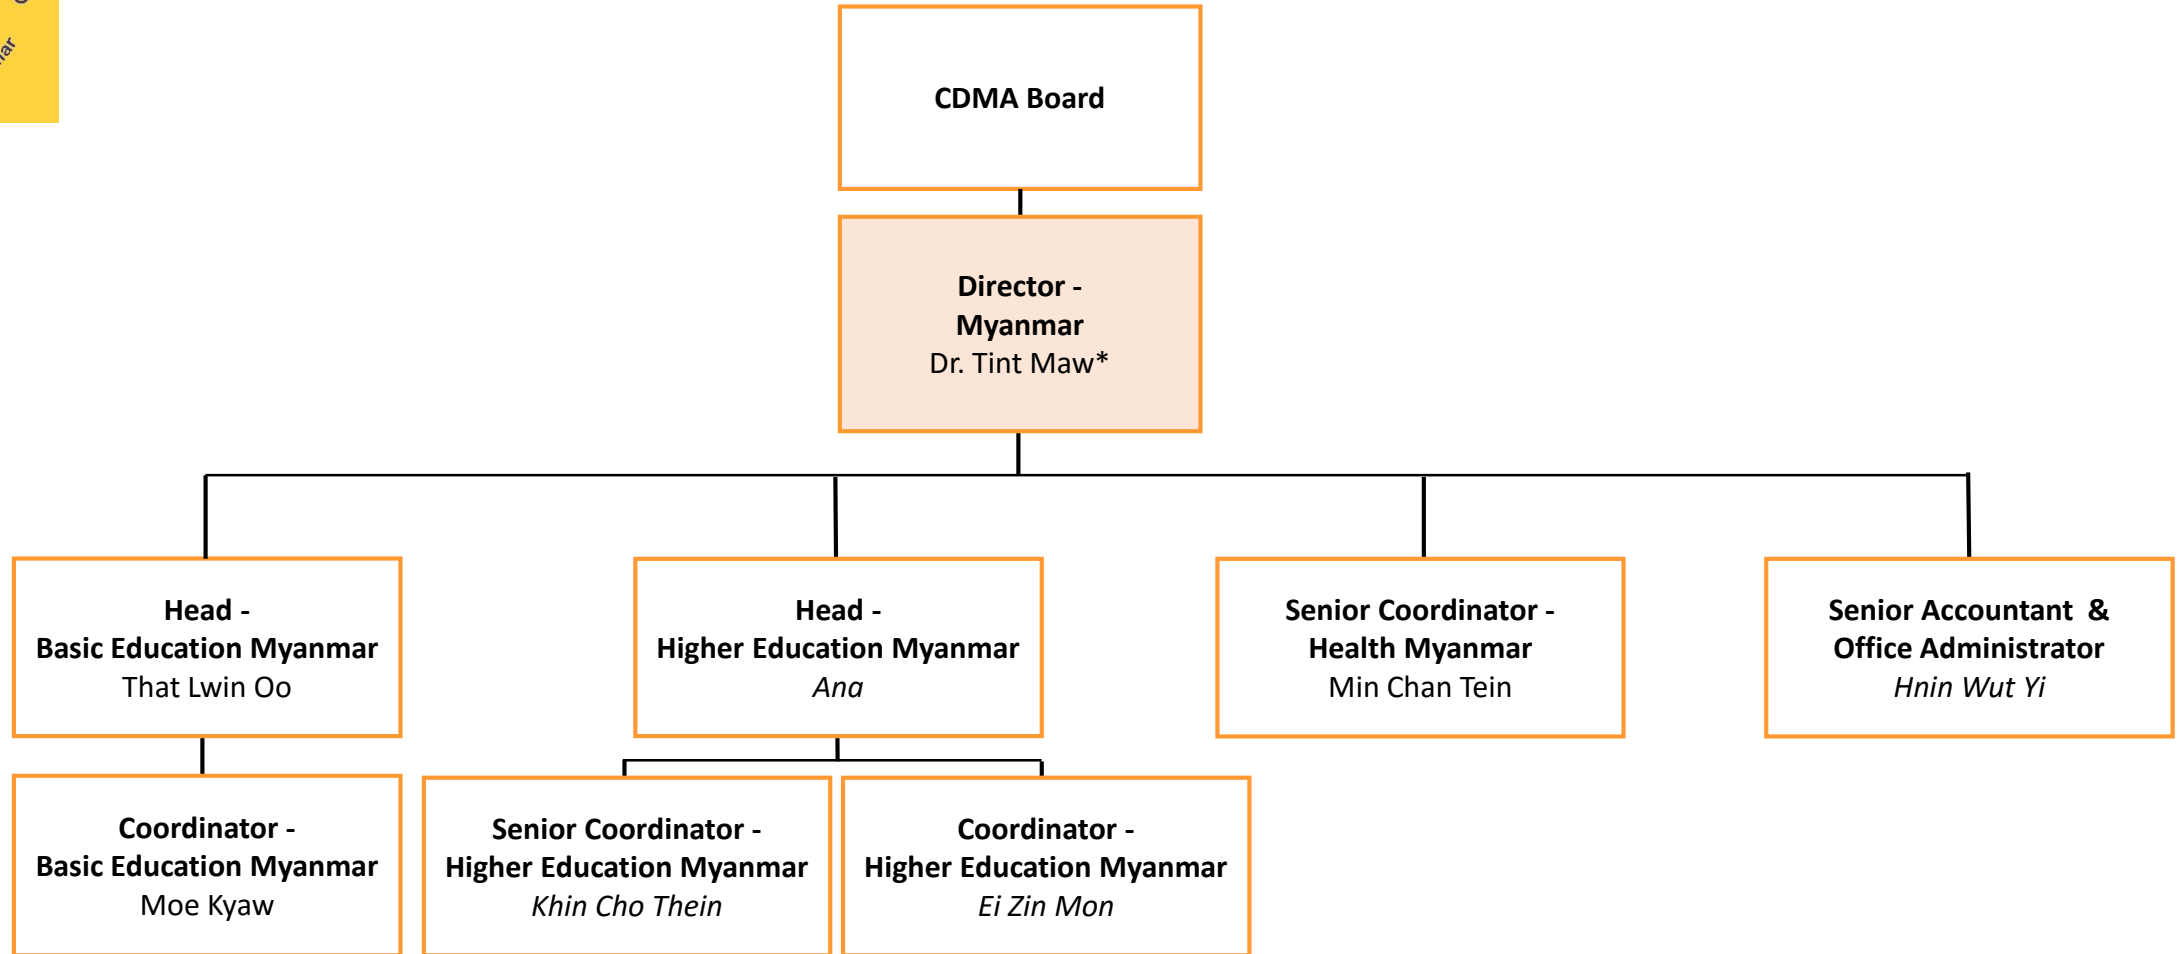 CDMA Board
Director -
Myanmar
Dr. Tint Maw*
Head -
Basic Education Myanmar
That Lwin Oo
Head -
Higher Education Myanmar
Ana
Senior Coordinator -
Health Myanmar
Min Chan Tein
Senior Accountant  &
Office Administrator
Hnin Wut Yi
Coordinator -
Basic Education Myanmar
Moe Kyaw
Senior Coordinator -
Higher Education Myanmar
Khin Cho Thein
Coordinator -
Higher Education Myanmar
Ei Zin Mon